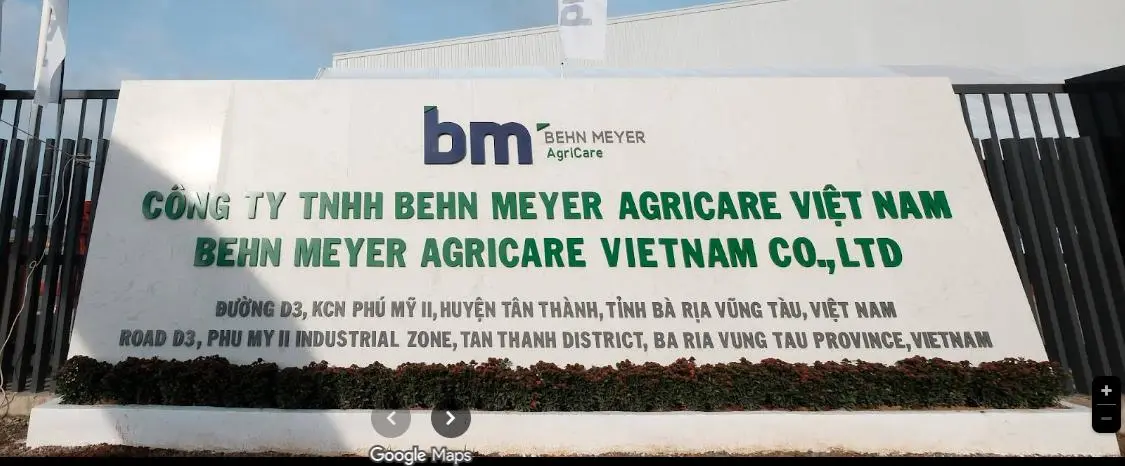 bm BEHN MEYER
AgriCare
CÔNG TY TNHH BEHN MEYER AGRICARE VIỆT NAM
BEHN MEYER AGRICARE VIETNAM CO.,LTD
ĐƯỜNG D3, KCN PHÚ MỸ II, HUYỆN TÂN THÀNH, TỈNH BÀ RỊA VŨNG TÀU, VIỆT NAM
ROAD D3, PHU MY II INDUSTRIAL ZONE, TAN THANH DISTRICT, BA RIA VUNG TAU PROVINCE, VIETNAM
Google Maps